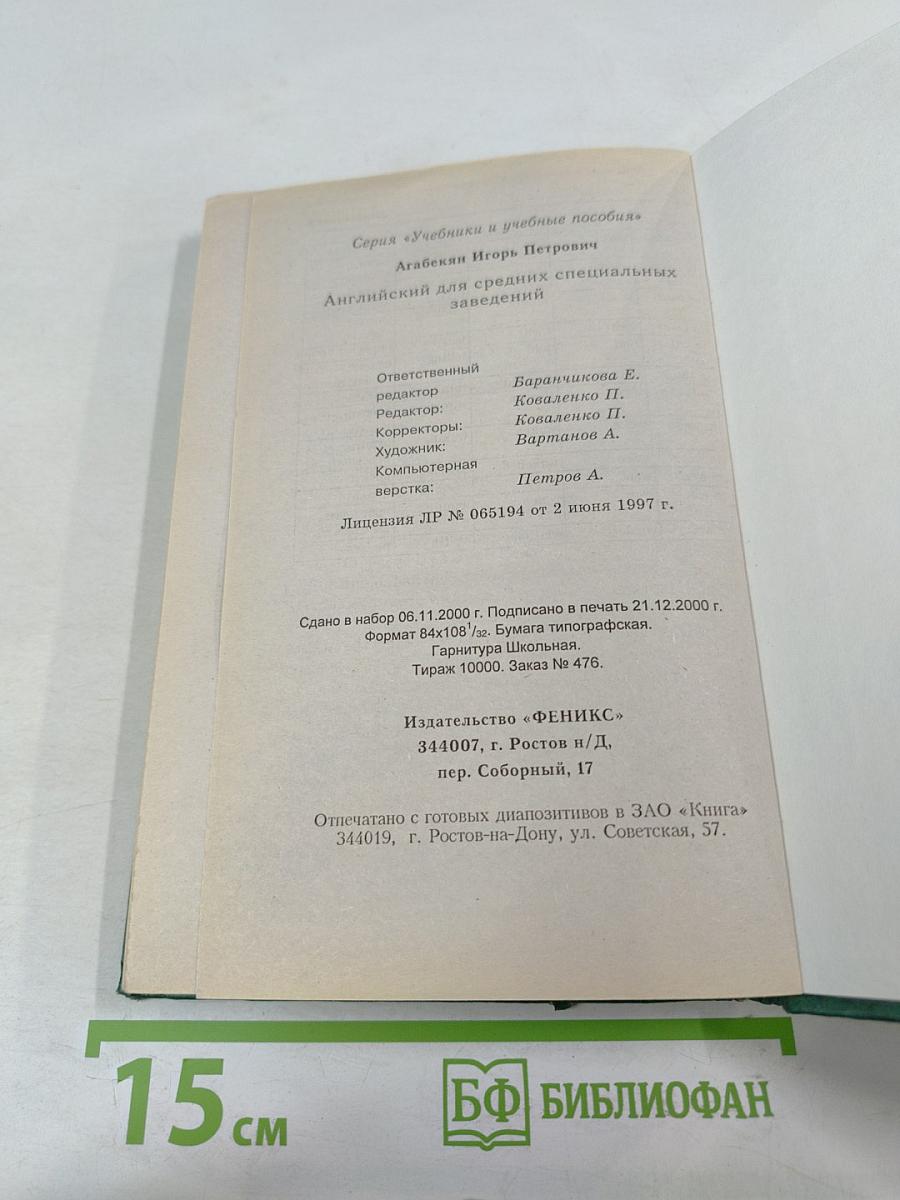 Серия «Учебники и учебные пособия»
Агабекян Игорь Петрович
Английский для средних специальных
заведений
Ответственный
редактор Баранчикова Е.
Редактор: Коваленко П.
Корректоры: Коваленко П.
Художник: Вартанов А.
Компьютерная
верстка: Петров А.
Лицензия ЛР № 065194 от 2 июня 1997 г.
Сдано в набор 06.11.2000 г. Подписано в печать 21.12.2000 г.
Формат 84х108 1/32. Бумага типографская.
Гарнитура Школьная.
Тираж 10000. Заказ № 476.
Издательство «ФЕНИКС»
344007, г. Ростов н/Д,
пер. Соборный, 17
Отпечатано с готовых диапозитивов в ЗАО «Книга»
344019, г. Ростов-на-Дону, ул. Советская, 57.
15 см
БФ БИБЛИОФАН